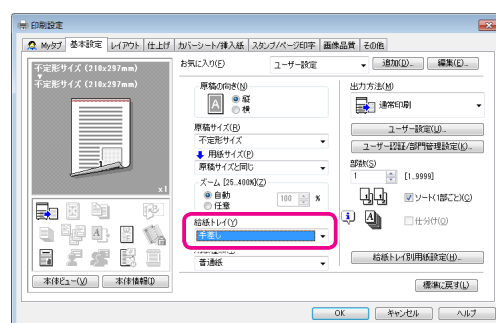 印刷設定
Myタブ 基本設定 レイアウト 仕上げ カバーシート/挿入紙 スタンプ/ページ印字 画像品質 その他
不定形サイズ (218x297mm)
不定形サイズ (218x297mm)
x1
本体ビュー(V) 本体情報(I)
お気に入り(F) ユーザー設定 追加(D)... 編集(E)...
原稿の向き(N)
A
縦
横
原稿サイズ(R)
不定形サイズ
用紙サイズ(P)
原稿サイズと同じ
ズーム [25..400%](Z)
自動
任意
100 %
給紙トレイ(Y)
手差し
普通紙
出力方法(M)
通常印刷
ユーザー設定(U)...
ユーザー認証/部門管理設定(K)...
部数(S)
1 [1..9999]
ソート(1部ごと)(C)
仕分け(O)
給紙トレイ別用紙設定(H)...
標準に戻す(L)
OK キャンセル ヘルプ